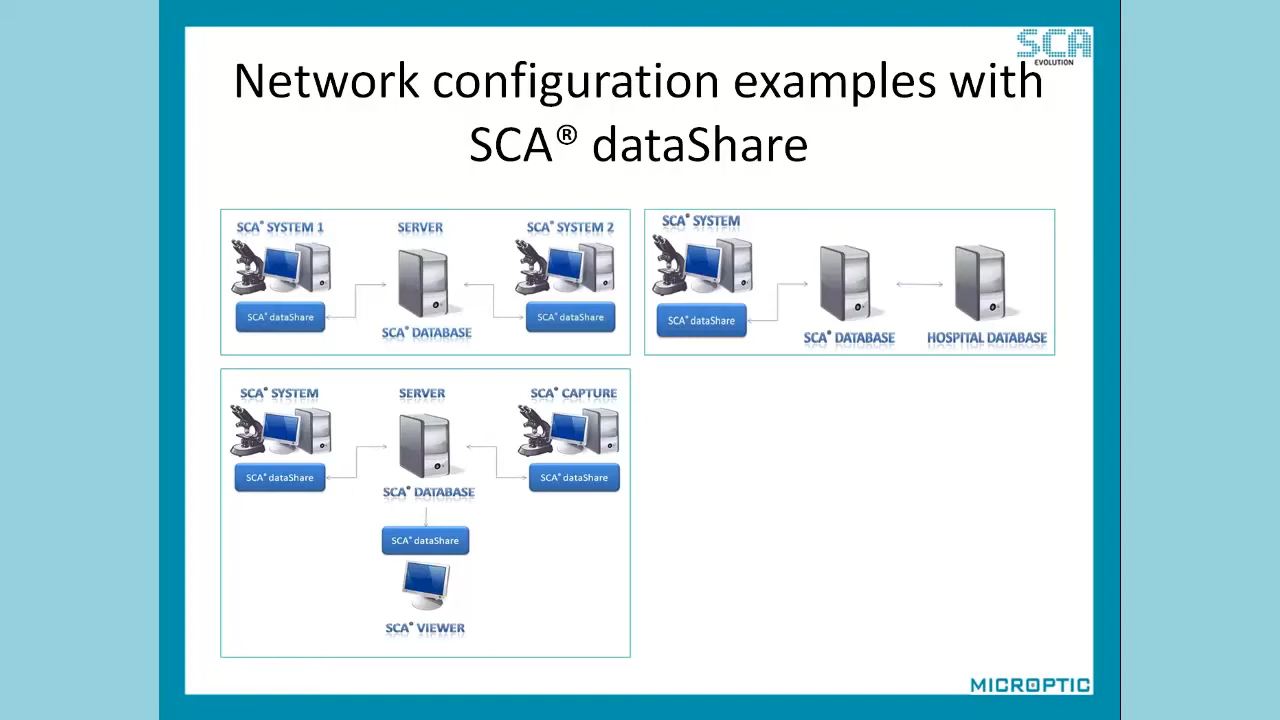 SCA
EVOLUTION
Network configuration examples with
SCA® dataShare
SCA® SYSTEM 1
SERVER
SCA® SYSTEM 2
SCA® dataShare
SCA® dataShare
SCA® DATABASE
SCA® SYSTEM
SCA® dataShare
SCA® DATABASE
HOSPITAL DATABASE
SCA® SYSTEM
SERVER
SCA® CAPTURE
SCA® dataShare
SCA® dataShare
SCA® DATABASE
SCA® dataShare
SCA® VIEWER
MICROPTIC